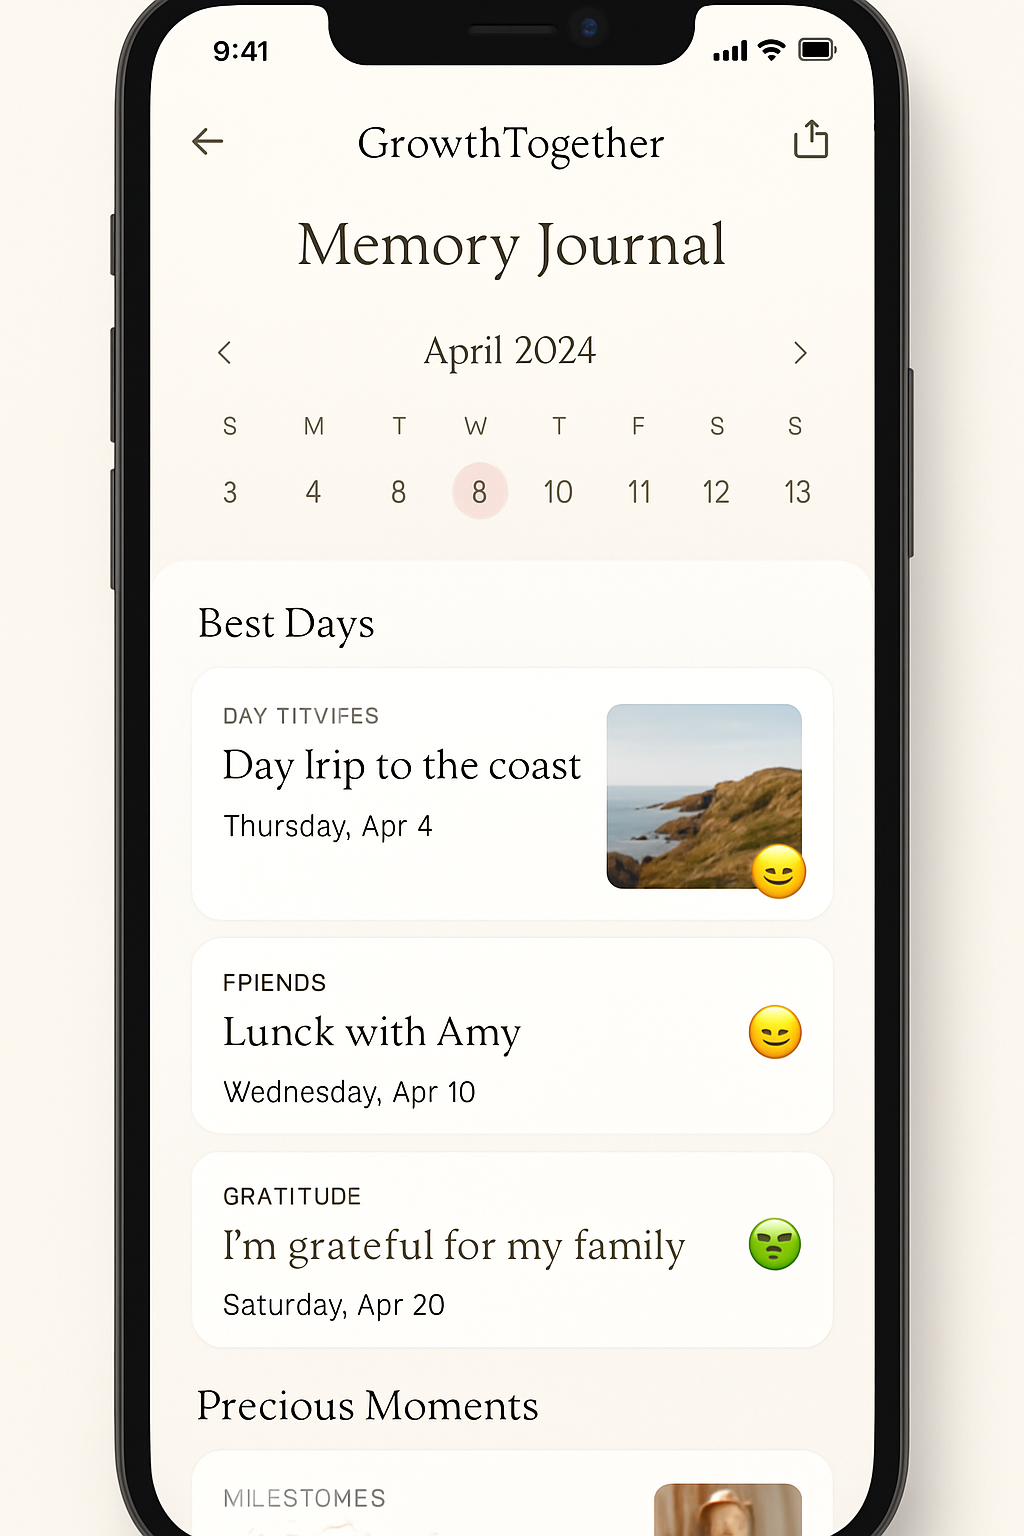 9:41
GrowthTogether
Memory Journal
April 2024
S M T W T F S S
3 4 8 8 10 11 12 13
Best Days
DAY TITVIFES
Day Irip to the coast
Thursday, Apr 4
FPIENDS
Lunck with Amy
Wednesday, Apr 10
GRATITUDE
I'm grateful for my family
Saturday, Apr 20
Precious Moments
MILESTOMES